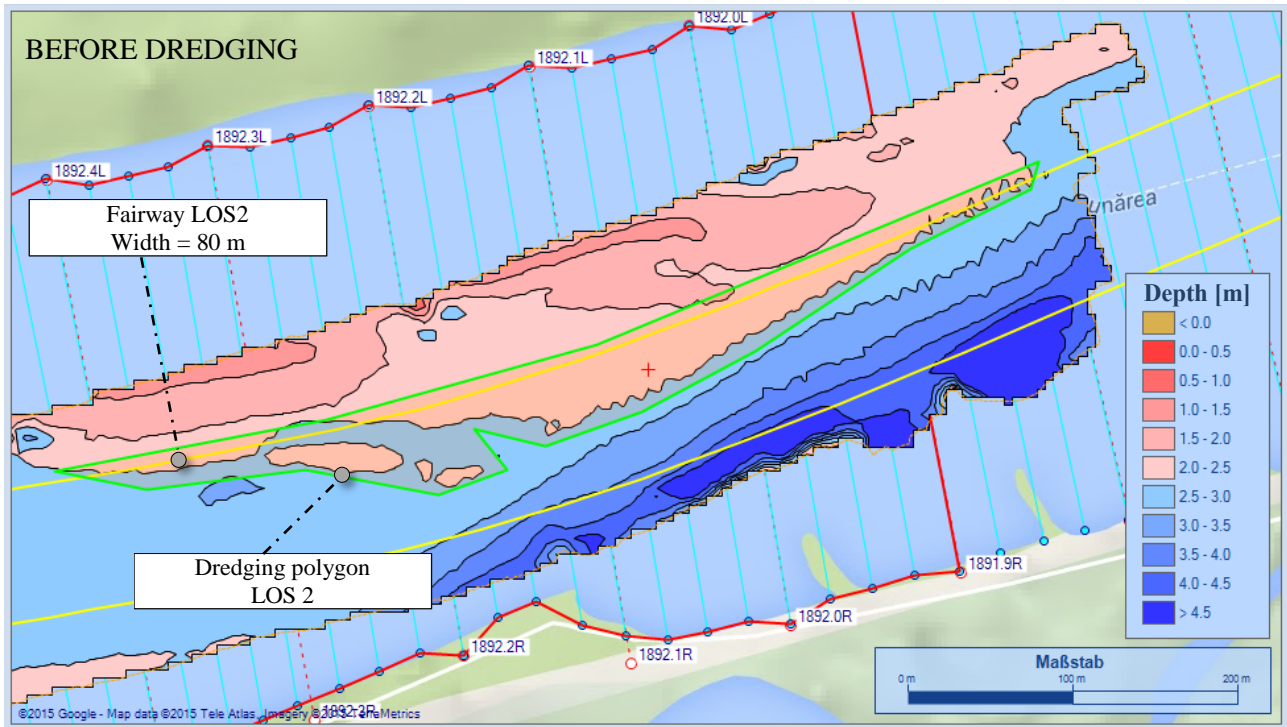 BEFORE DREDGING
1892.0L
1892.1L
1892.2L
1892.3L
1892.4L
Fairway LOS2
Width = 80 m
unărea
Depth [m]
< 0.0
0.0 - 0.5
0.5 - 1.0
1.0 - 1.5
1.5 - 2.0
2.0 - 2.5
2.5 - 3.0
3.0 - 3.5
3.5 - 4.0
4.0 - 4.5
> 4.5
Dredging polygon
LOS 2
1891.9R
1892.0R
1892.1R
1892.2R
1892.3R
Maßstab
0 m 100 m 200 m
©2015 Google - Map data ©2015 Tele Atlas, Imagery ©2015 TerraMetrics